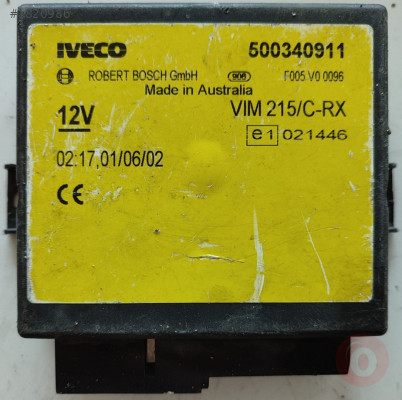 IVECO 500340911
ROBERT BOSCH GmbH 906 F005 V0 0096
Made in Australia
12V VIM 215/C-RX
e1 021446
02:17,01/06/02
CE